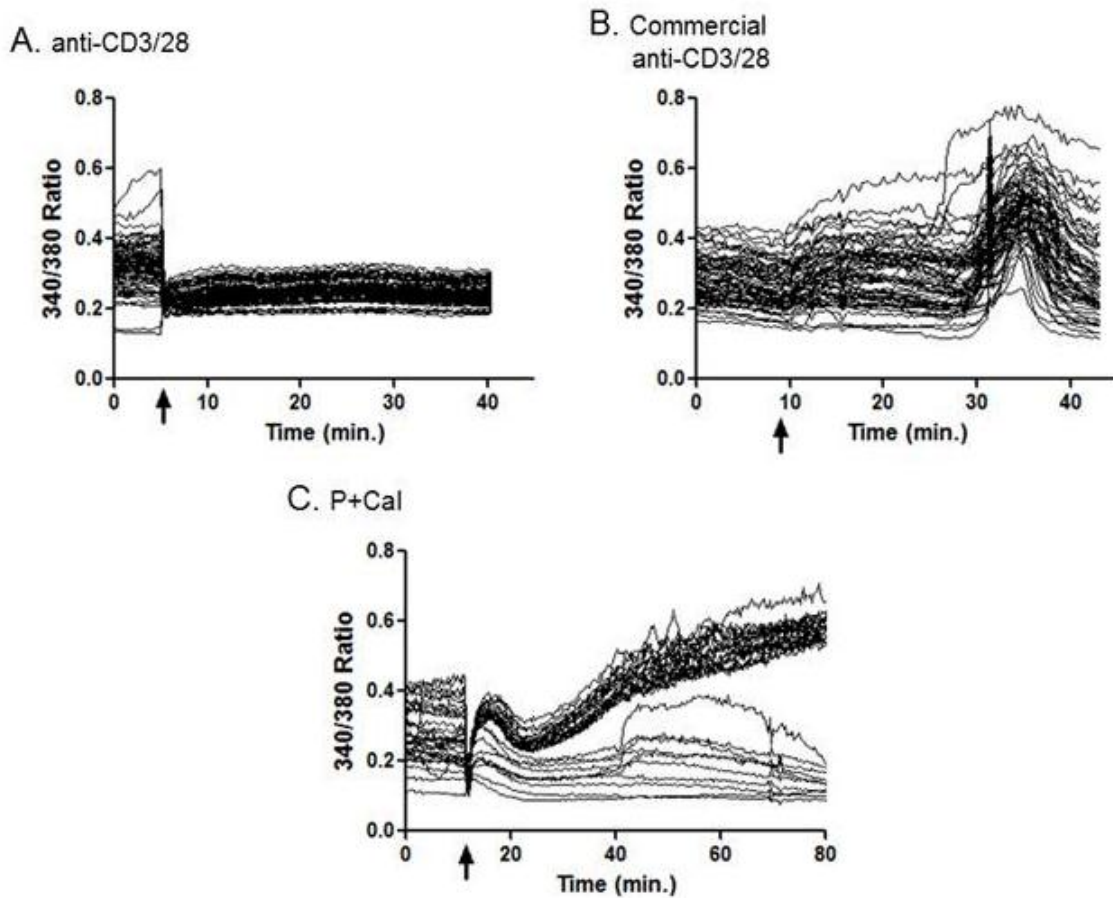 A. anti-CD3/28
0.8
0.6
0.4
0.2
0.0
340/380 Ratio
0 10 20 30 40
Time (min.)
B. Commercial
anti-CD3/28
0.8
0.6
0.4
0.2
0.0
340/380 Ratio
0 10 20 30 40
Time (min.)
C. P+Cal
0.8
0.6
0.4
0.2
0.0
340/380 Ratio
0 20 40 60 80
Time (min.)